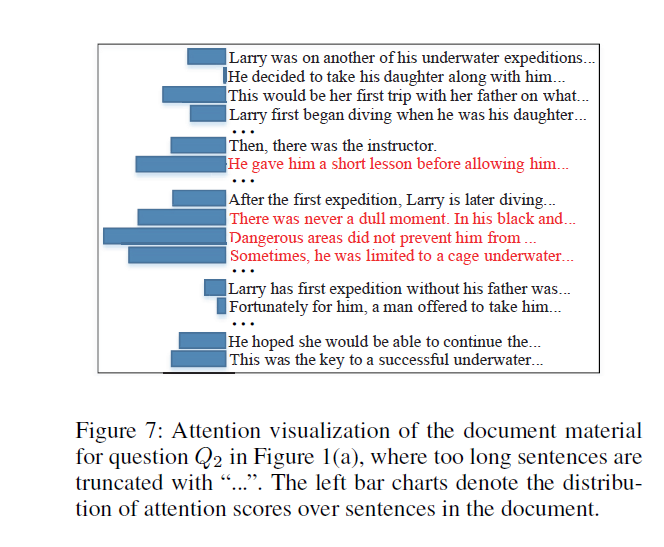 Larry was on another of his underwater expeditions...
He decided to take his daughter along with him...
This would be her first trip with her father on what...
Larry first began diving when he was his daughter...
...
Then, there was the instructor.
He gave him a short lesson before allowing him...
...
After the first expedition, Larry is later diving...
There was never a dull moment. In his black and...
Dangerous areas did not prevent him from ...
Sometimes, he was limited to a cage underwater...
...
Larry has first expedition without his father was...
Fortunately for him, a man offered to take him...
...
He hoped she would be able to continue the...
This was the key to a successful underwater...
Figure 7: Attention visualization of the document material
for question Q2 in Figure 1(a), where too long sentences are
truncated with “...”. The left bar charts denote the distribu-
tion of attention scores over sentences in the document.